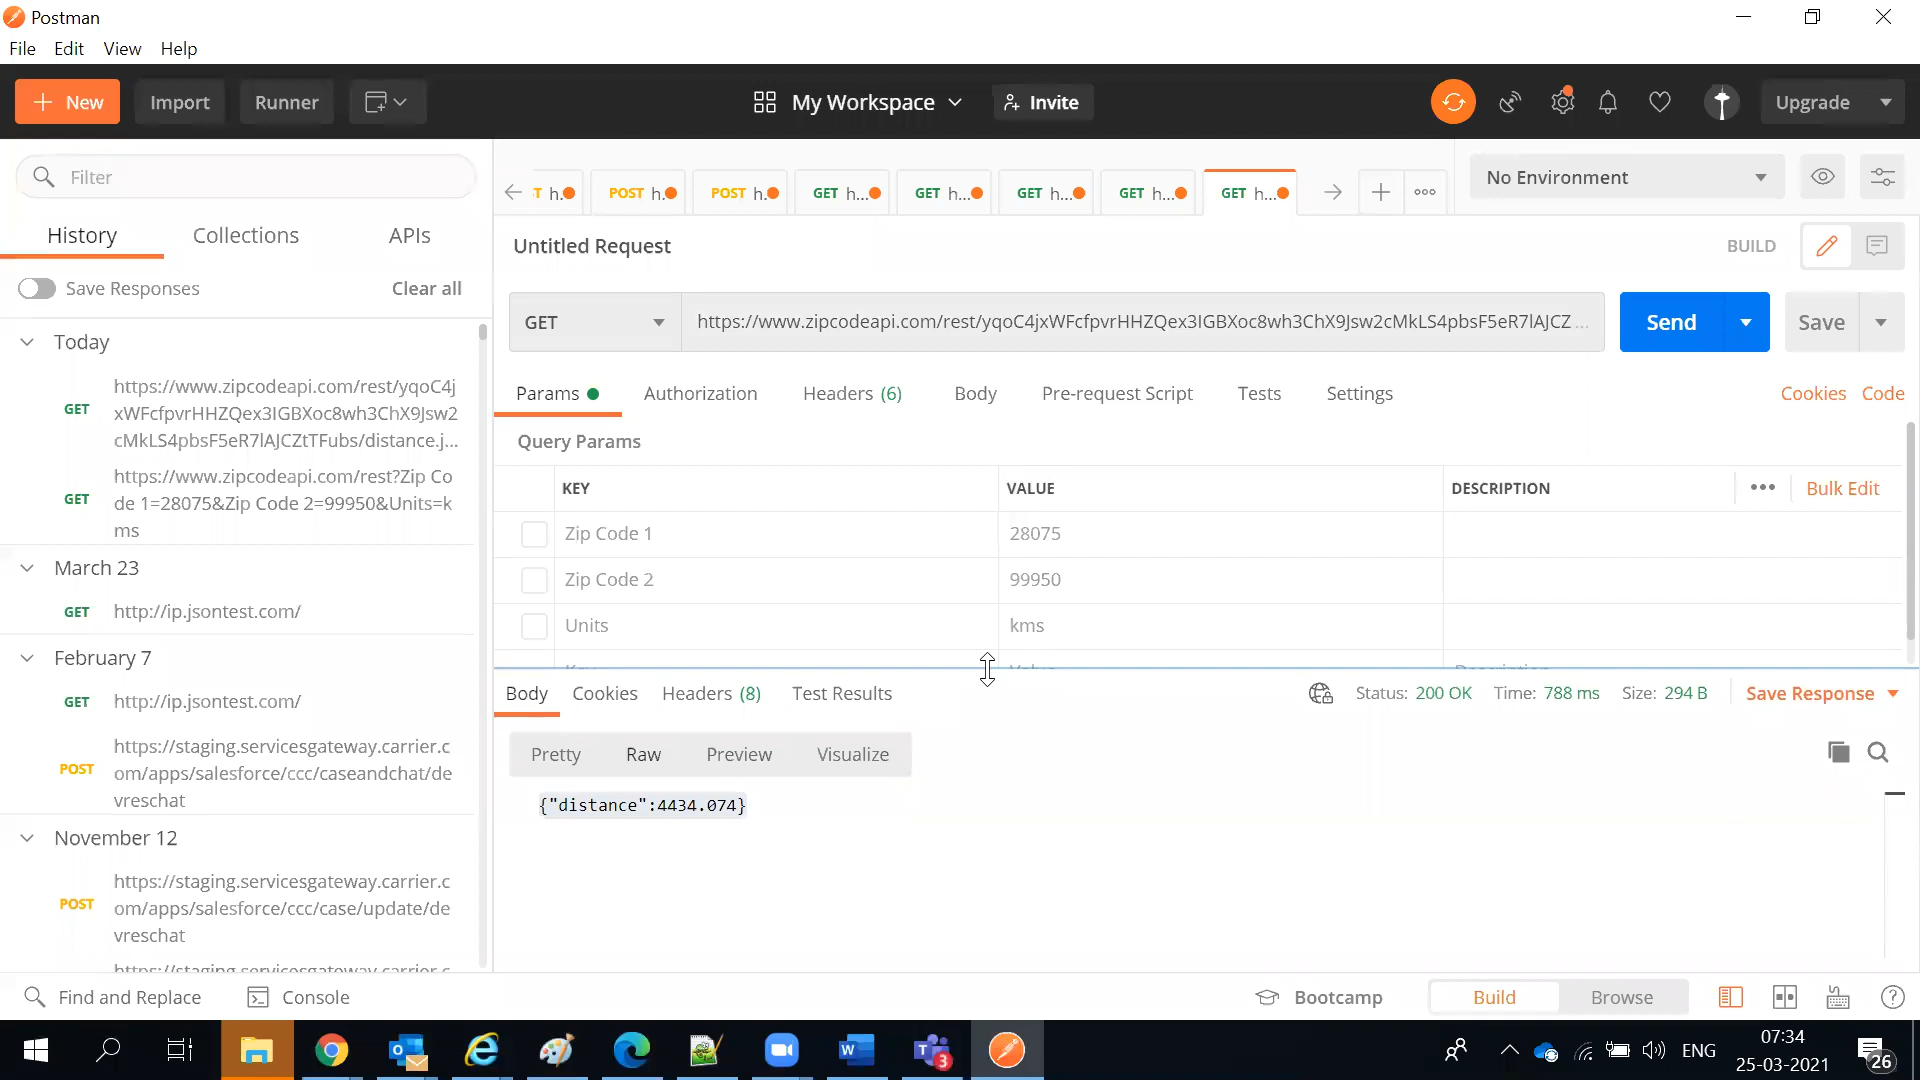 Postman
File Edit View Help
New Import Runner My Workspace Invite Upgrade
Filter
T h. POST h. POST h. GET h... GET h... GET h... GET h... GET h...
No Environment
History Collections APIs
Untitled Request
BUILD
Save Responses Clear all
GET https://www.zipcodeapi.com/rest/yqoC4jxWFcfpvrHHZQex3IGBXoc8wh3ChX9Jsw2cMkLS4pbsF5eR7lAJCZ ...
Send Save
Today
GET
https://www.zipcodeapi.com/rest/yqoC4j
xWFcfpvrHHZQex3IGBXoc8wh3ChX9Jsw2
cMkLS4pbsF5eR7lAJCZtTFubs/distance.j...
GET
https://www.zipcodeapi.com/rest?Zip Co
de 1=28075&Zip Code 2=99950&Units=k
ms
March 23
GET http://ip.jsontest.com/
February 7
GET http://ip.jsontest.com/
POST
https://staging.servicesgateway.carrier.c
om/apps/salesforce/ccc/caseandchat/de
vreschat
November 12
POST
https://staging.servicesgateway.carrier.c
om/apps/salesforce/ccc/case/update/de
vreschat
https://staging.servicesgateway.carrier.c
Params Authorization Headers (6) Body Pre-request Script Tests Settings Cookies Code
Query Params
KEY VALUE DESCRIPTION Bulk Edit
Zip Code 1 28075
Zip Code 2 99950
Units kms
Key Value Description
Body Cookies Headers (8) Test Results Status: 200 OK Time: 788 ms Size: 294 B Save Response
Pretty Raw Preview Visualize
{"distance":4434.074}
Find and Replace Console Bootcamp Build Browse
3
ENG
07:34
25-03-2021
26